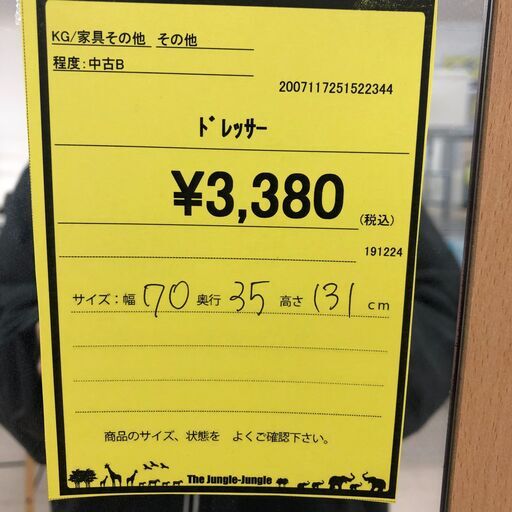 KG/家具その他 その他
程度:中古B
2007117251522344
ﾄﾞﾚｯｻｰ
¥3,380
(税込)
191224
サイズ:幅 70 奥行 35 高さ 131 cm
商品のサイズ、状態を よくご確認下さい。
The Jungle-Jungle